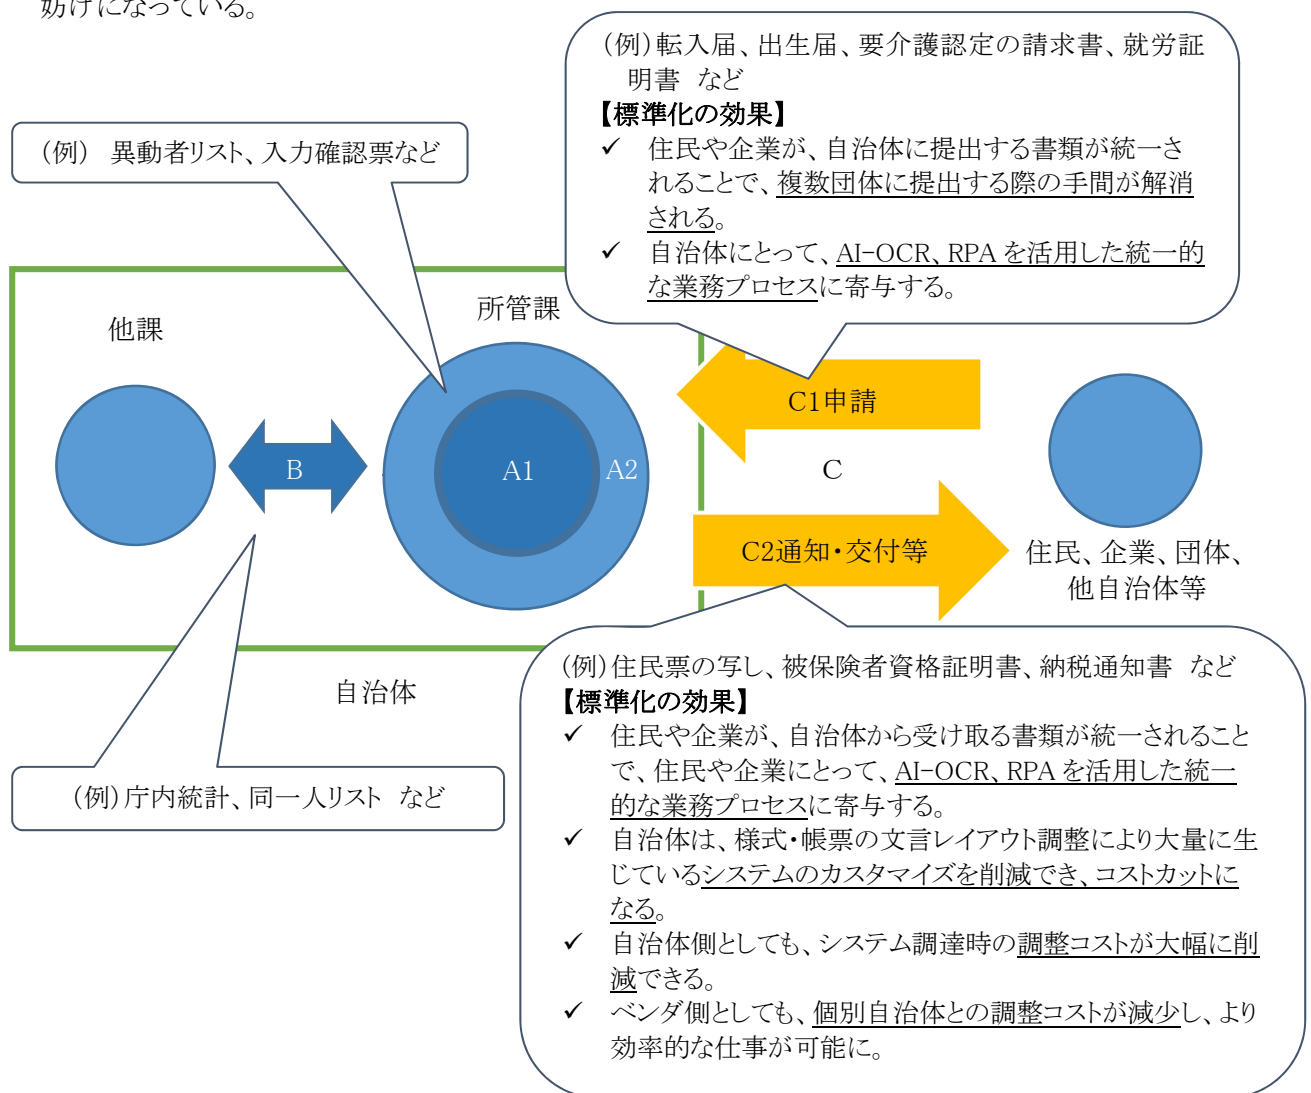 妨げになっている。
(例)転入届、出生届、要介護認定の請求書、就労証
明書 など
【標準化の効果】
✓ 住民や企業が、自治体に提出する書類が統一さ
れることで、複数団体に提出する際の手間が解消
される。
✓ 自治体にとって、AI-OCR、RPA を活用した統一的
な業務プロセスに寄与する。
(例) 異動者リスト、入力確認票など
他課
所管課
C1申請
B
A1
A2
C
C2通知・交付等
住民、企業、団体、
他自治体等
自治体
(例)庁内統計、同一人リスト など
(例)住民票の写し、被保険者資格証明書、納税通知書 など
【標準化の効果】
✓ 住民や企業が、自治体から受け取る書類が統一されること
で、住民や企業にとって、AI-OCR、RPA を活用した統一
的な業務プロセスに寄与する。
✓ 自治体は、様式・帳票の文言レイアウト調整により大量に生
じているシステムのカスタマイズを削減でき、コストカットに
なる。
✓ 自治体側としても、システム調達時の調整コストが大幅に削
減できる。
✓ ベンダ側としても、個別自治体との調整コストが減少し、より
効率的な仕事が可能に。